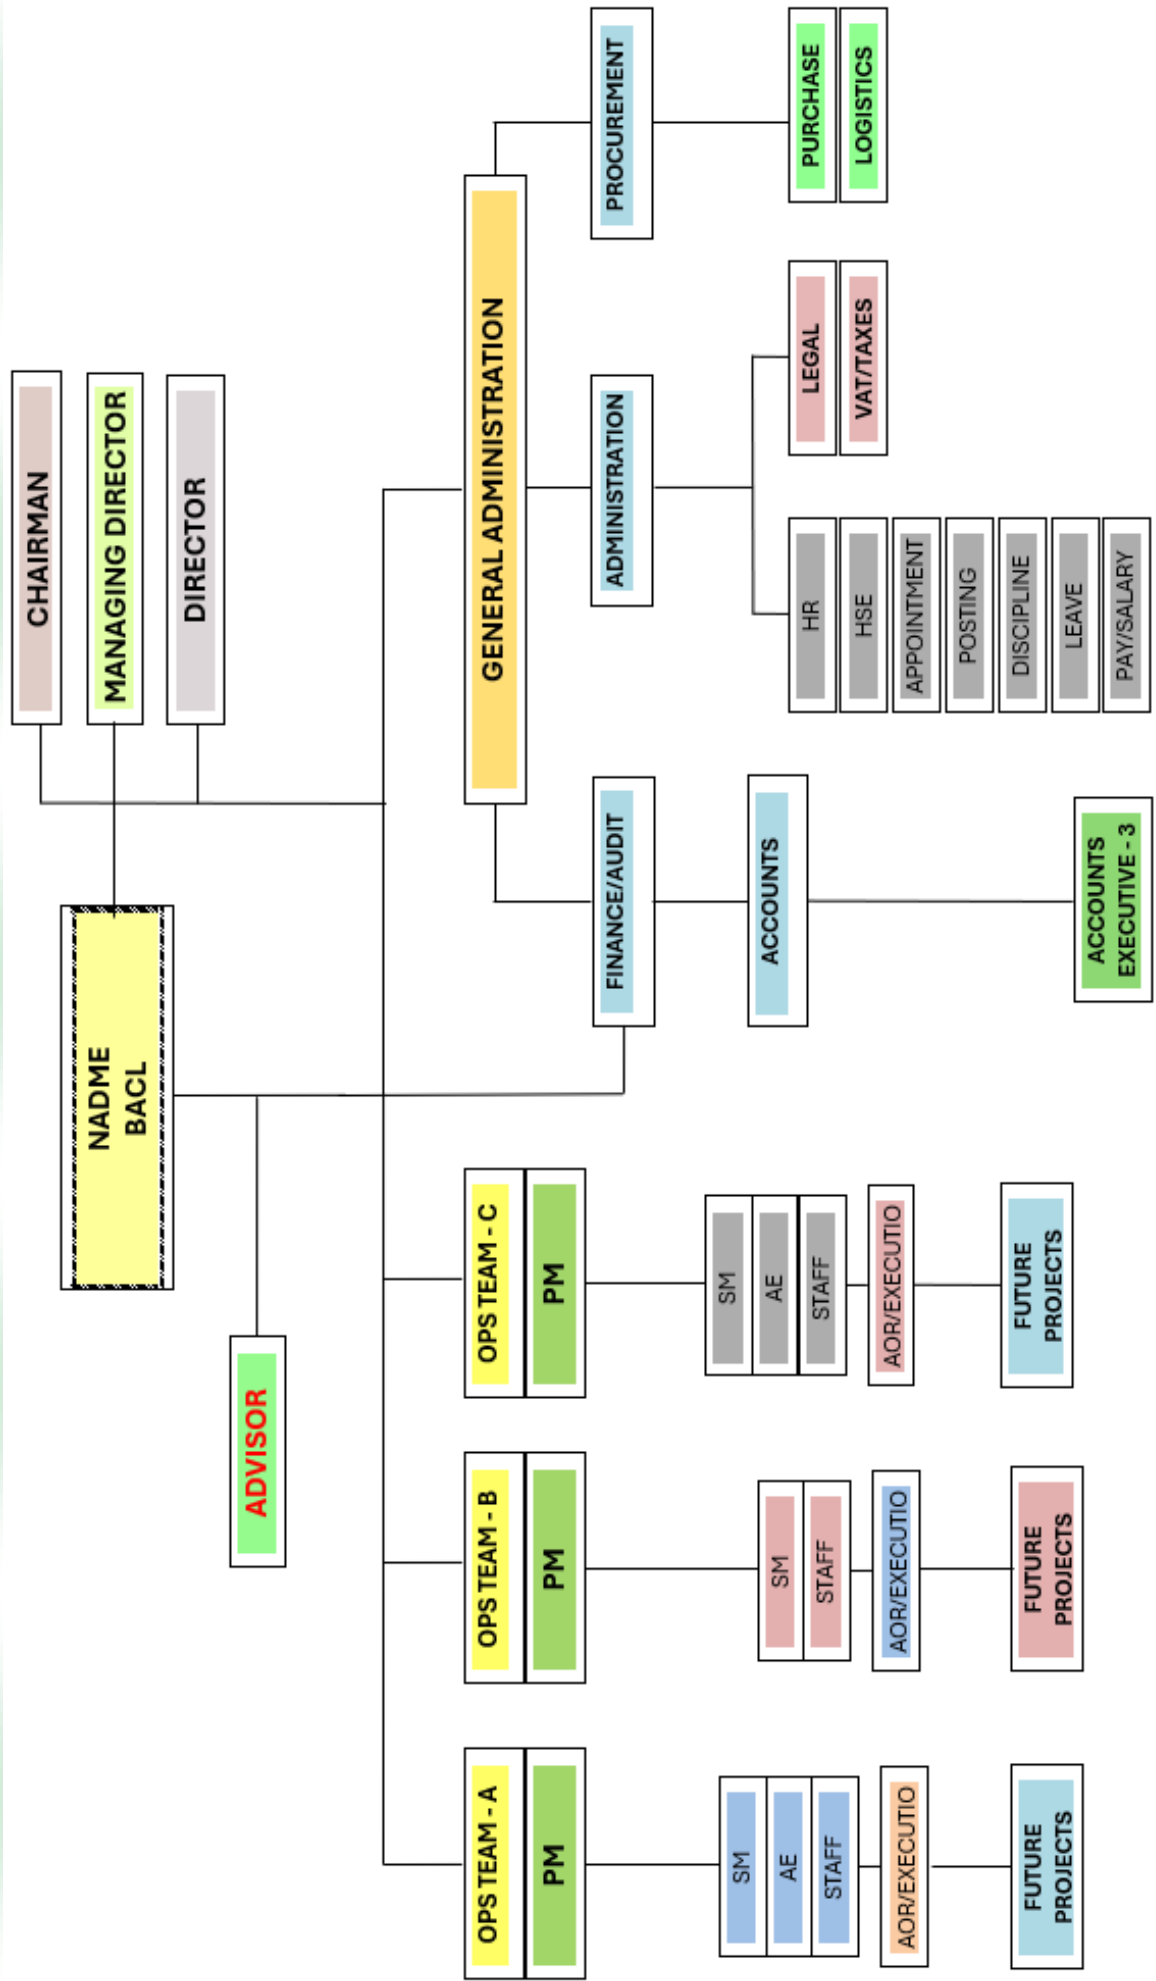 NADME
BACL
CHAIRMAN
MANAGING DIRECTOR
DIRECTOR
ADVISOR
OPS TEAM - A
PM
SM
AE
STAFF
AOR/EXECUTIO
FUTURE
PROJECTS
OPS TEAM - B
PM
SM
STAFF
AOR/EXECUTIO
FUTURE
PROJECTS
OPS TEAM - C
PM
SM
AE
STAFF
AOR/EXECUTIO
FUTURE
PROJECTS
GENERAL ADMINISTRATION
FINANCE/AUDIT
ACCOUNTS
ACCOUNTS
EXECUTIVE - 3
ADMINISTRATION
HR
HSE
APPOINTMENT
POSTING
DISCIPLINE
LEAVE
PAY/SALARY
LEGAL
VAT/TAXES
PROCUREMENT
PURCHASE
LOGISTICS